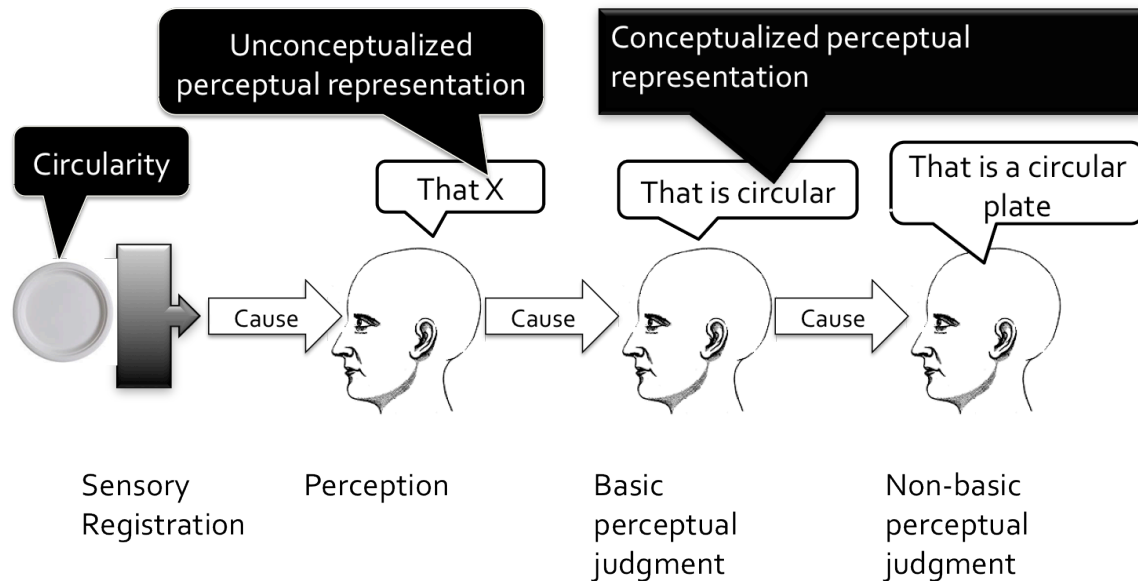 Unconceptualized
perceptual representation
Conceptualized perceptual
representation
Circularity
That X
That is circular
That is a circular
plate
Cause
Cause
Cause
Sensory
Registration
Perception
Basic
perceptual
judgment
Non-basic
perceptual
judgment